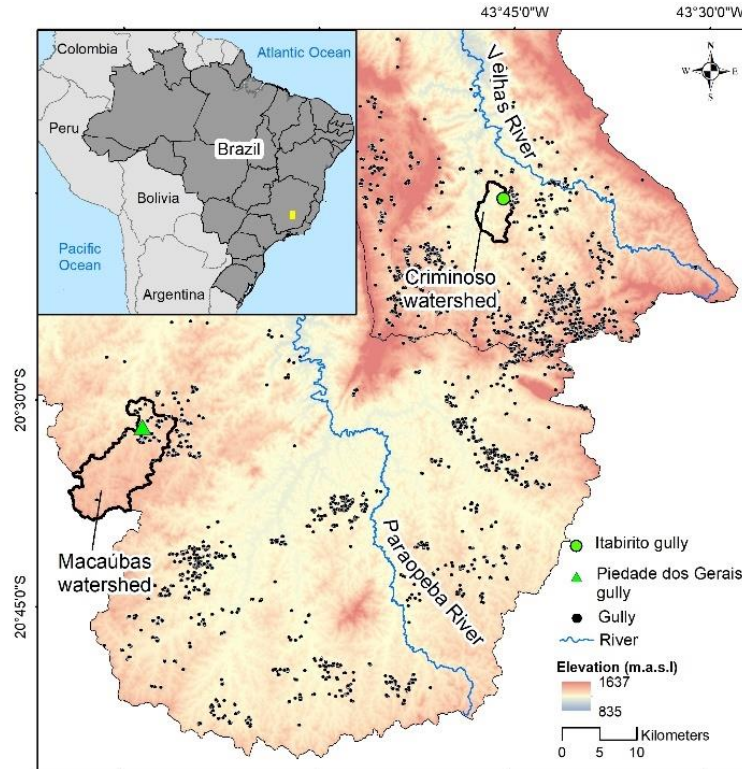 43°45'0"W
43°30'0"W
Colombia
Atlantic Ocean
Peru
Brazil
Bolivia
Pacific
Ocean
Argentina
Velhas River
N
W
E
S
Criminoso
watershed
20°30'0"S
Macaúbas
watershed
Paraopeba River
20°45'0"S
Itabirito gully
Piedade dos Gerais
gully
Gully
River
Elevation (m.a.s.l)
1637
835
Kilometers
0 5 10